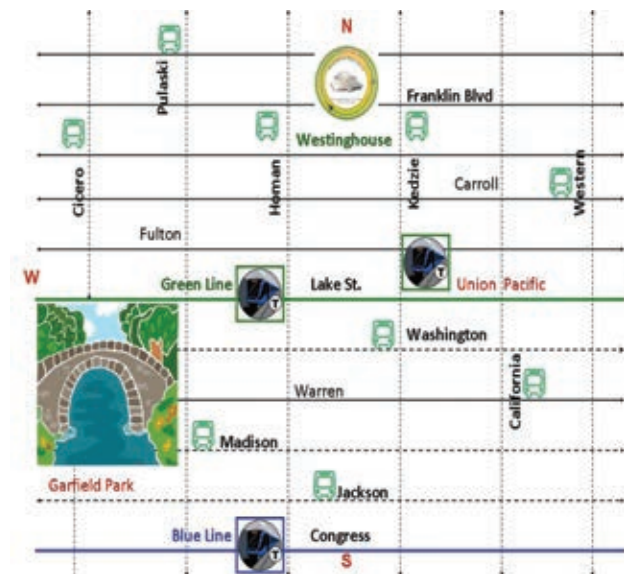 N
Pulaski
Franklin Blvd
Westinghouse
Cicero
Homan
Kedzie
Carroll
Western
Fulton
W
Green Line
Lake St.
T
Union Pacific
T
Washington
Warren
California
Madison
Garfield Park
Jackson
Blue Line
T
Congress
S